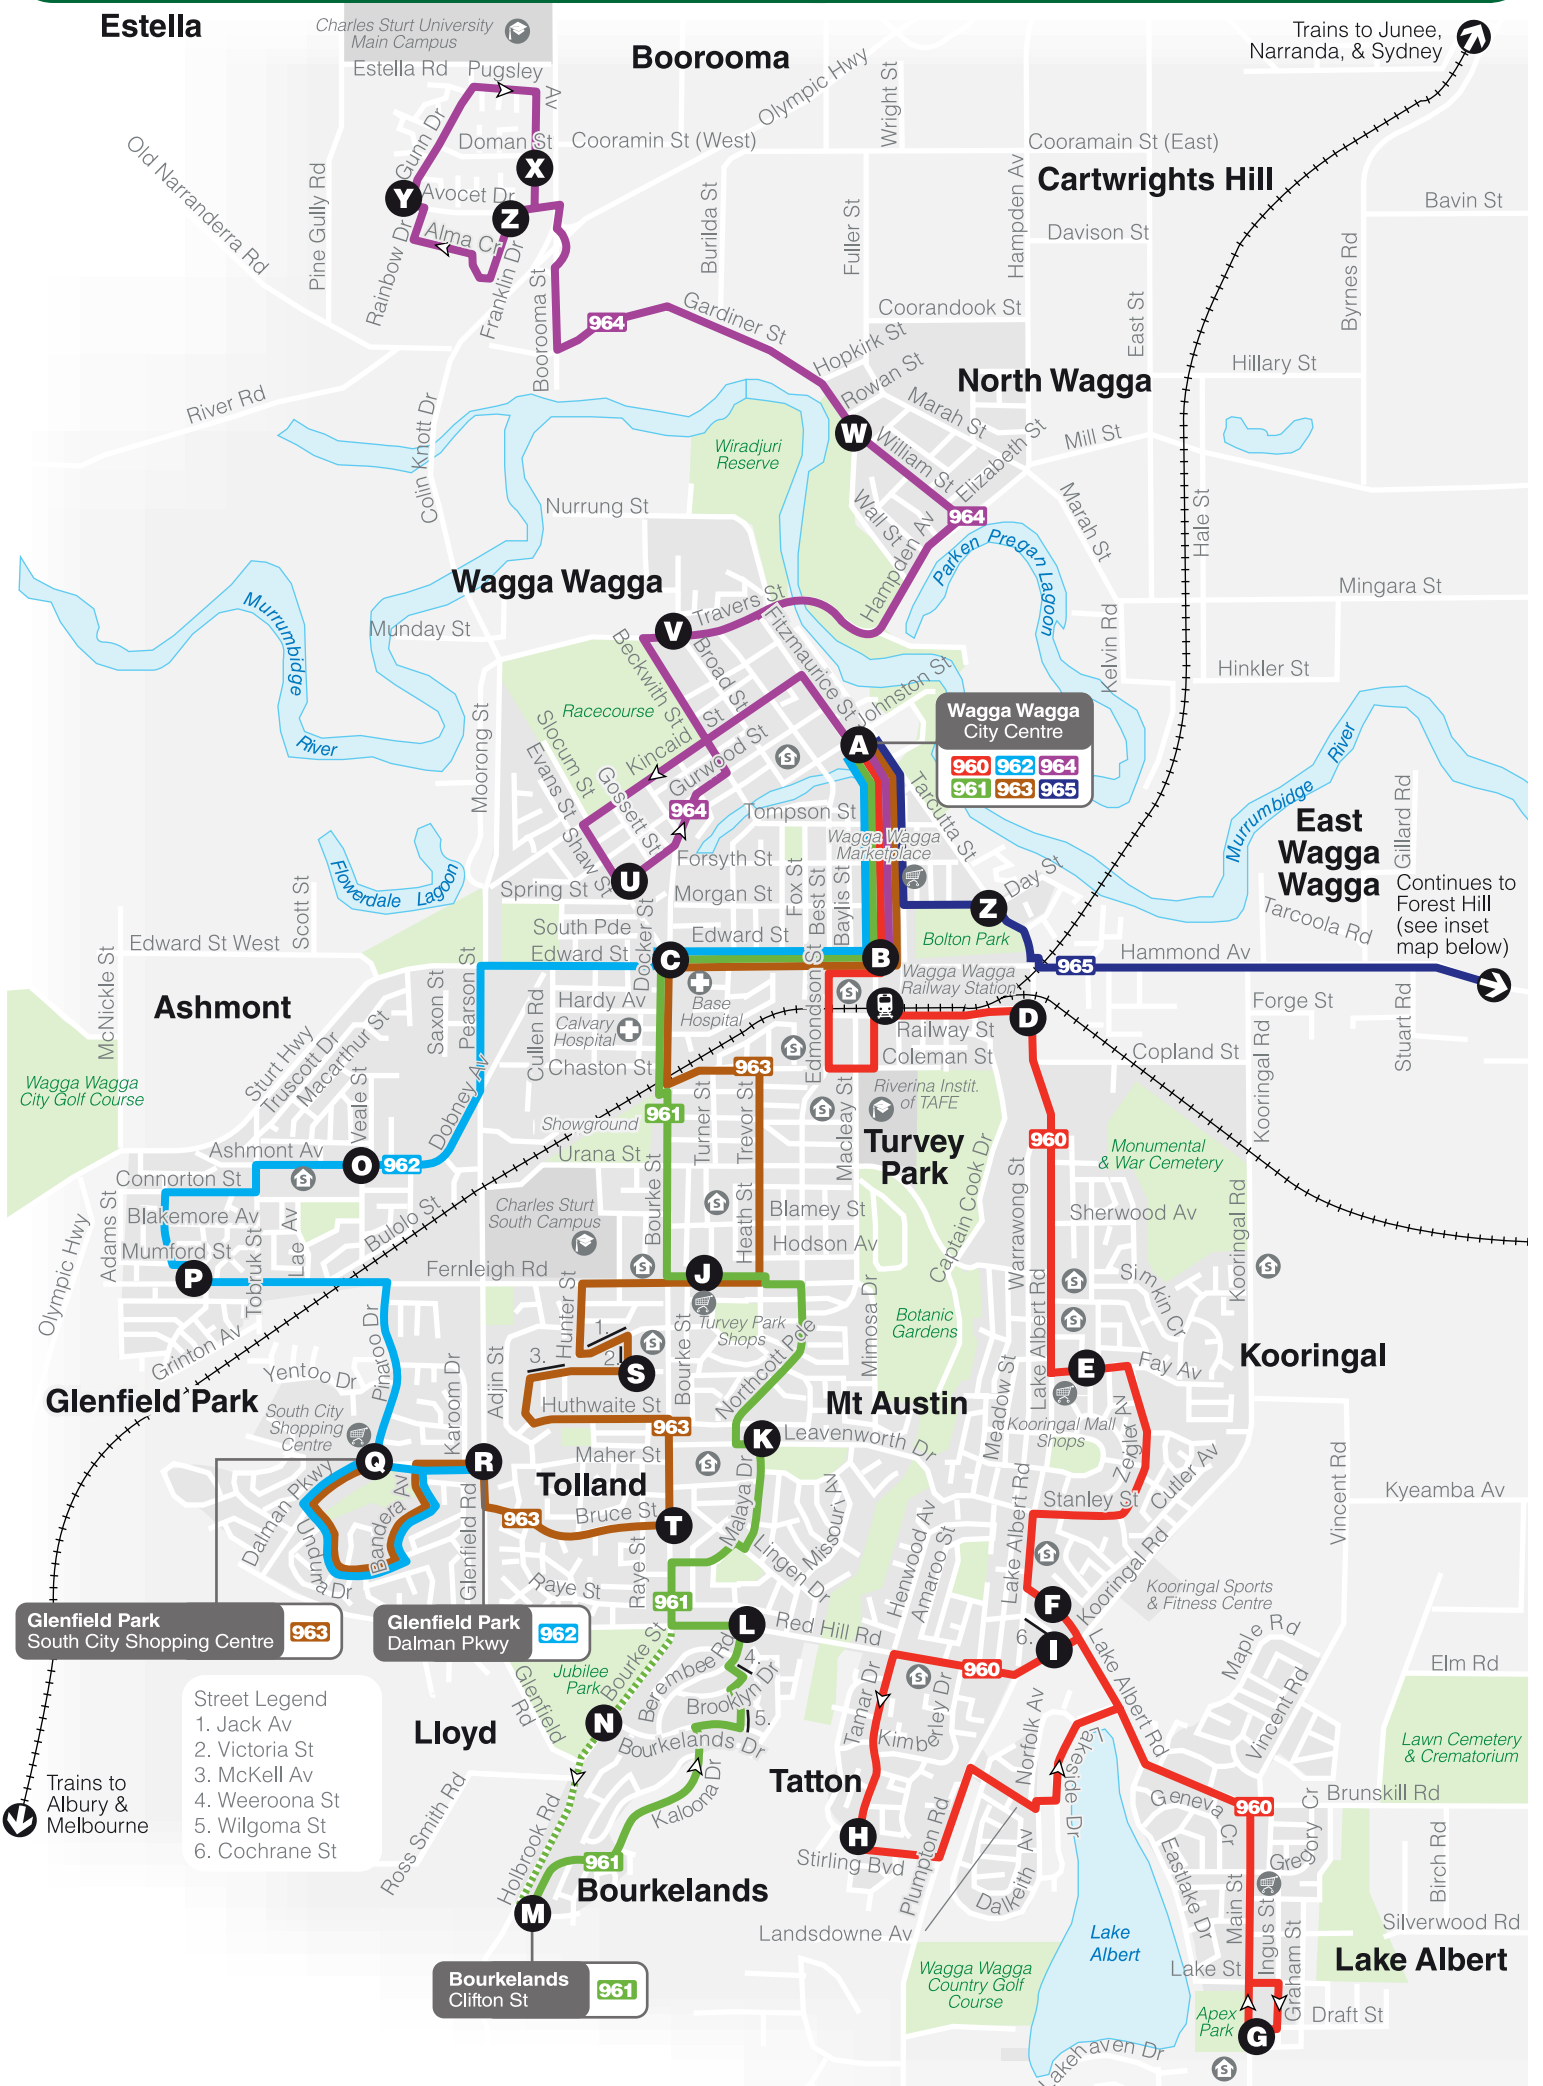 Estella
Charles Sturt University
Main Campus
Boorooma
Trains to Junee,
Narranda, & Sydney
Estella Rd
Pugsley
Av
Olympic Hwy
Wright St
Gunn Dr
Doman St
Cooramin St (West)
Cooramain St (East)
Cartwrights Hill
Old Narranderra Rd
Pine Gully Rd
X
Y
Avocet Dr
Z
Alma Cr
Rainbow Dr
Franklin Dr
Boorooma St
Burilda St
Fuller St
Hampden Av
Davison St
Bavin St
Byrnes Rd
East St
964
Gardiner St
Coorandook St
Hopkirk St
Rowan St
Hillary St
North Wagga
River Rd
Colin Knott Dr
Marah St
W
William St
Elizabeth St
Mill St
Wiradjuri
Reserve
Wall St
Hampden Av
964
Marah St
Hale St
Nurrung St
Parken Pregan Lagoon
Wagga Wagga
Murrumbidge
River
Munday St
Travers St
V
Mingara St
Kelvin Rd
Hinkler St
Beckwith St
Broad St
Fitzmaurice St
Johnston St
Racecourse
Moorong St
Slocum St
Evans St
Kincaid St
Gurwood St
Gossett St
Shaw St
A
Wagga Wagga
City Centre
960 962 964
961 963 965
Murrumbidge
River
964
Tompson St
Tarcutta St
Wagga Wagga
Marketplace
East
Wagga
Wagga
Gillard Rd
Continues to
Forest Hill
(see inset
map below)
Flowerdale Lagoon
Scott St
Spring St
U
Forsyth St
Morgan St
Fox St
Best St
Baylis St
Day St
Z
Tarcoola Rd
South Pde
Docker St
Bolton Park
Edward St West
Edward St
C
Edward St
B
Hammond Av
965
McNickle St
Ashmont
Saxon St
Pearson St
Cullen Rd
Hardy Av
Calvary
Hospital
Base
Hospital
Edmondson St
Wagga Wagga
Railway Station
Railway St
D
Forge St
Stuart Rd
Sturt Hwy
Truscott Dr
Macarthur St
Chaston St
963
Coleman St
Copland St
Kooringal Rd
Wagga Wagga
City Golf Course
Veale St
Dobney Av
Showground
961
Turner St
Trevor St
Macleay St
Riverina Instit.
of TAFE
Turvey
Park
960
Monumental
& War Cemetery
Ashmont Av
O
962
Urana St
Connorton St
Blakemore Av
Mumford St
Adams St
Bululo St
Charles Sturt
South Campus
Bourke St
Heath St
Blamey St
Hodson Av
Captain Cook Dr
Warrawong St
Sherwood Av
Kooringal Rd
Olympic Hwy
P
Tobruk St
Lae Av
Fernleigh Rd
J
Hunter St
Turvey Park
Shops
Mimosa Dr
Botanic
Gardens
Lake Albert Rd
Simkin Cr
Grinton Av
Yentoo Dr
Pinaroo Dr
Karoom Dr
Adjin St
1.
2.
3.
S
Bourke St
Northcott Pde
E
Fay Av
Kooringal
Glenfield Park
South City
Shopping
Centre
Huthwaite St
963
Mt Austin
Meadow St
Kooringal Mall
Shops
Zeigler Av
Q
R
Maher St
K
Leavenworth Dr
Cutler Av
Dalman Pkwy
Undurra Dr
Bandera Av
Glenfield Rd
Tolland
963
Bruce St
T
Malaya Dr
Lingen Dr
Missouri Av
Henwood Av
Amaroo St
Lake Albert Rd
Stanley St
Vincent Rd
Kyeamba Av
Kooringal Rd
Raye St
Raye St
961
Kooringal Sports
& Fitness Centre
F
Glenfield Park
South City Shopping Centre
963
Glenfield Park
Dalman Pkwy
962
L
Red Hill Rd
6.
I
Lake Albert Rd
Maple Rd
Elm Rd
Jubilee
Park
Glenfield
Rd
Bourke St
Berembee Rd
4.
Brooklyn Dr
5.
960
Tamar Dr
Kimberley Dr
Norfolk Av
Vincent Rd
Street Legend
1. Jack Av
2. Victoria St
3. McKell Av
4. Weeroona St
5. Wilgoma St
6. Cochrane St
Lloyd
N
Bourkelands Dr
Tatton
Lakeside Dr
Lawn Cemetery
& Crematorium
Trains to
Albury &
Melbourne
Ross Smith Rd
Holbrook Rd
Kaloona Dr
Geneva Cr
960
Brunskill Rd
H
Stirling Bvd
Plumpton Rd
Eastlake Dr
Gregory Cr
Birch Rd
961
Bourkelands
Dalkeith Av
Main St
M
Landsdowne Av
Lake
Albert
Ingus St
Graham St
Silverwood Rd
Lake Albert
Bourkelands
Clifton St
961
Wagga Wagga
Country Golf
Course
Lake St
Apex
Park
Draft St
G
Lakehaven Dr